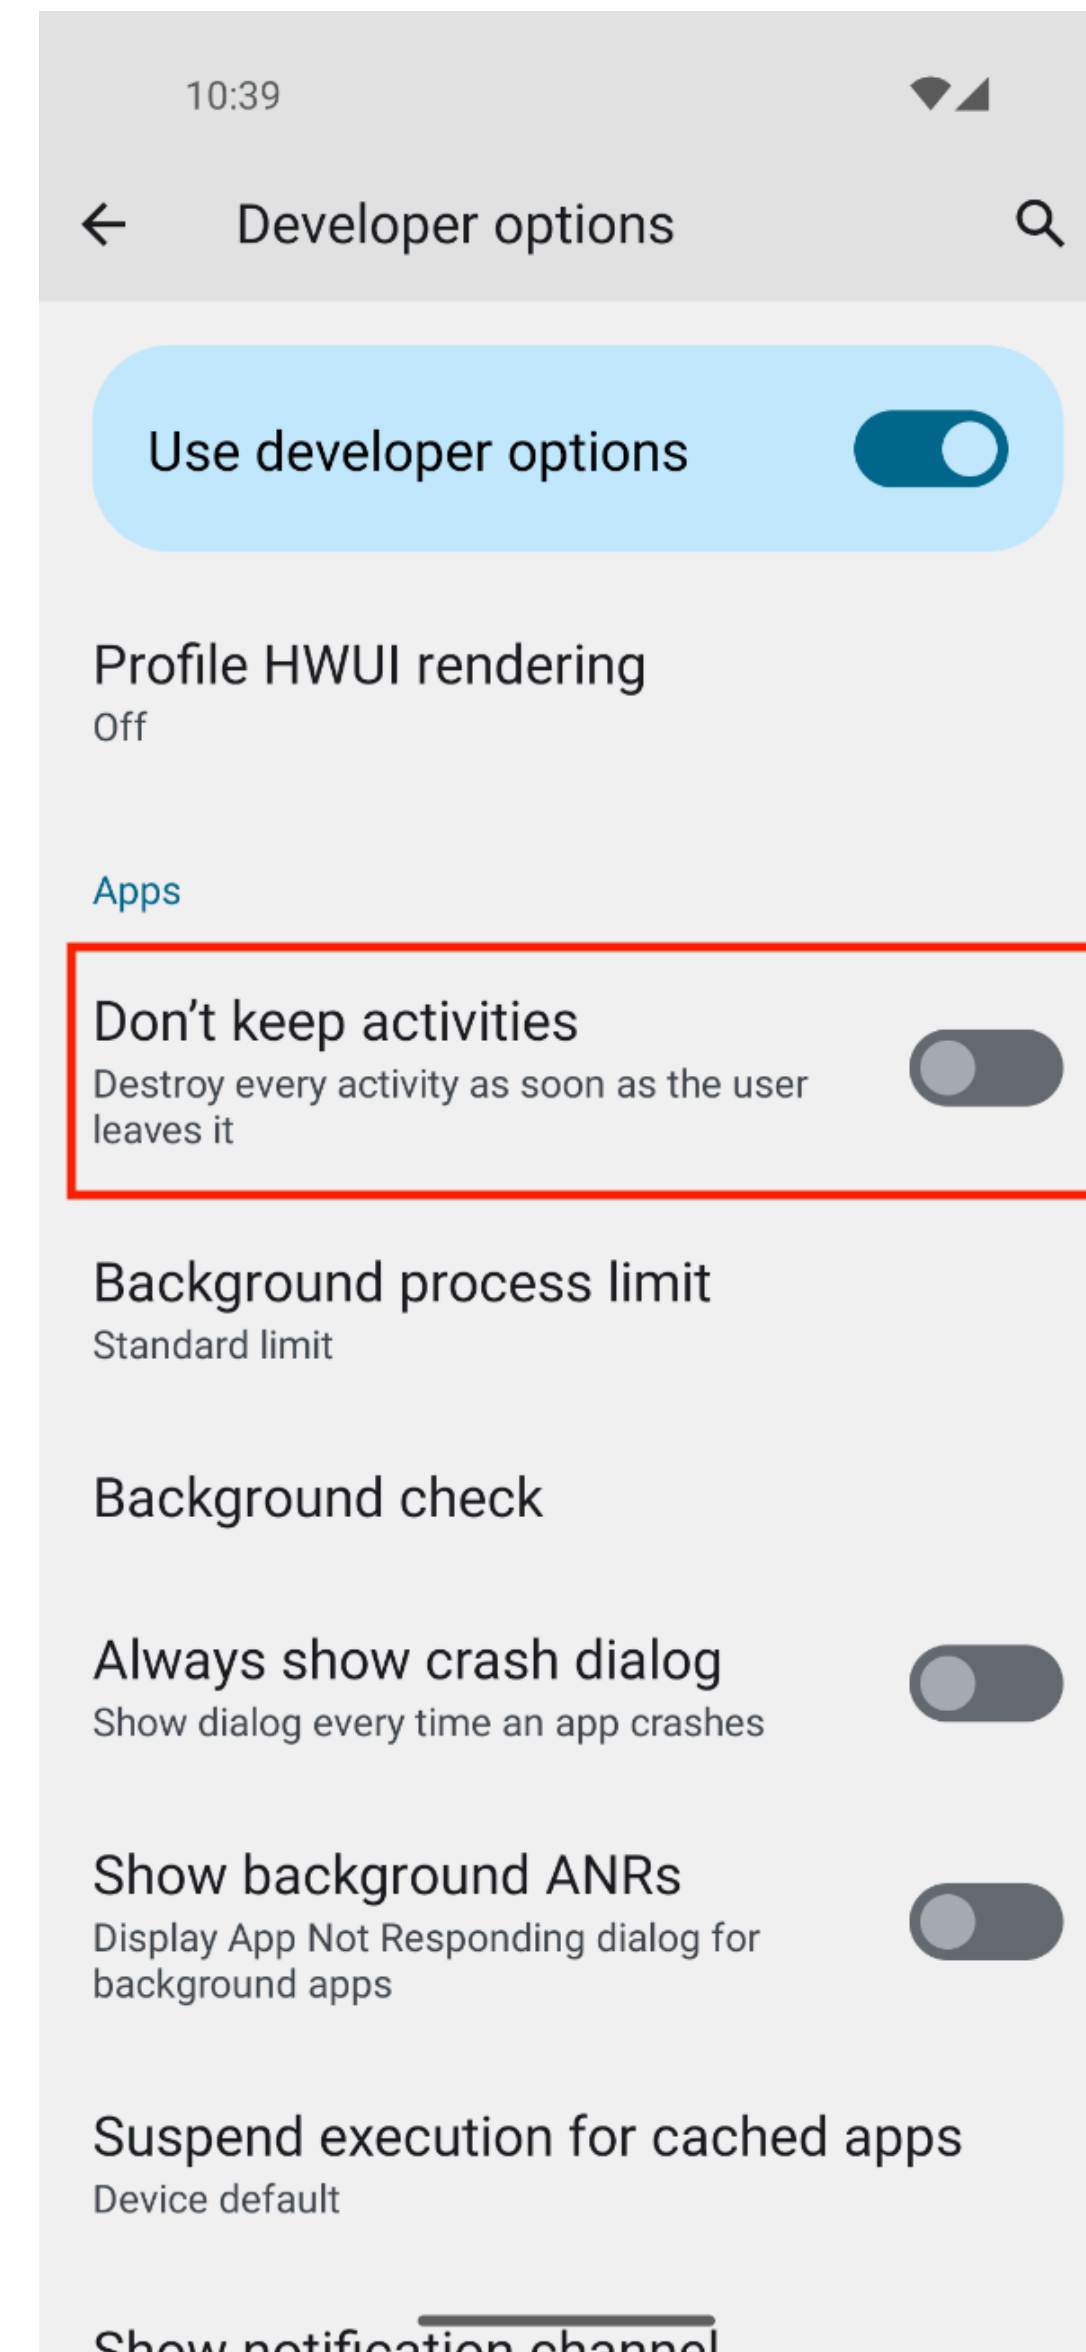 10:39
Developer options
Use developer options
Profile HWUI rendering
Off
Apps
Don’t keep activities
Destroy every activity as soon as the user
leaves it
Background process limit
Standard limit
Background check
Always show crash dialog
Show dialog every time an app crashes
Show background ANRs
Display App Not Responding dialog for
background apps
Suspend execution for cached apps
Device default
Show notification channel